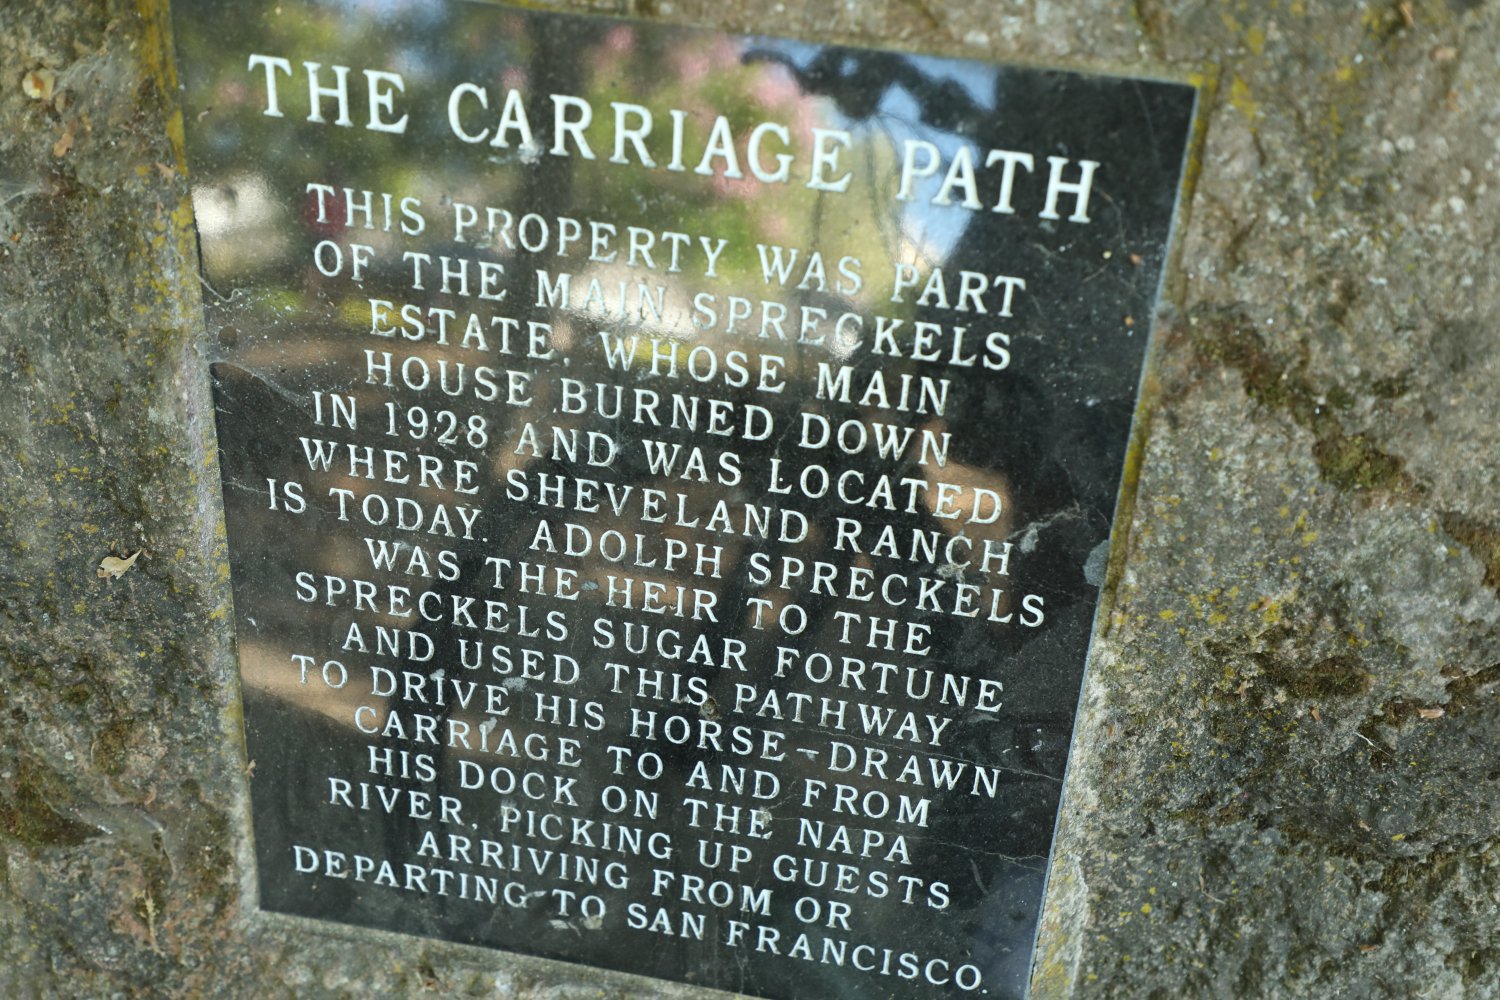 THE CARRIAGE PATH
THIS PROPERTY WAS PART
OF THE MAIN SPRECKELS
ESTATE, WHOSE MAIN
HOUSE BURNED DOWN
IN 1928 AND WAS LOCATED
WHERE SHEVELAND RANCH
IS TODAY. ADOLPH SPRECKELS
WAS THE HEIR TO THE
SPRECKELS SUGAR FORTUNE
AND USED THIS PATHWAY
TO DRIVE HIS HORSE-DRAWN
CARRIAGE TO AND FROM
HIS DOCK ON THE NAPA
RIVER, PICKING UP GUESTS
ARRIVING FROM OR
DEPARTING TO SAN FRANCISCO.